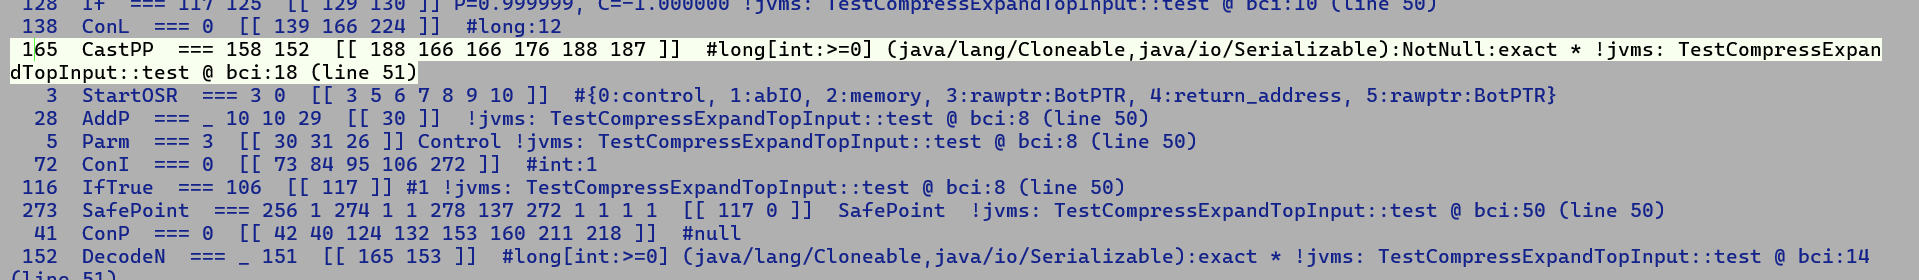 128  If  === 117 125  [[ 129 130 ]] P=0.999999, C=-1.000000 !jvms: TestCompressExpandTopInput::test @ bci:10 (line 50)
138  ConL  === 0  [[ 139 166 224 ]]  #long:12
165  CastPP  === 158 152  [[ 188 166 166 176 188 187 ]]  #long[int:>=0] (java/lang/Cloneable,java/io/Serializable):NotNull:exact * !jvms: TestCompressExpan
dTopInput::test @ bci:18 (line 51)
3  StartOSR  === 3 0  [[ 3 5 6 7 8 9 10 ]]  #{0:control, 1:abIO, 2:memory, 3:rawptr:BotPTR, 4:return_address, 5:rawptr:BotPTR}
28  AddP  === _ 10 10 29  [[ 30 ]]  !jvms: TestCompressExpandTopInput::test @ bci:8 (line 50)
5  Parm  === 3  [[ 30 31 26 ]] Control !jvms: TestCompressExpandTopInput::test @ bci:8 (line 50)
72  ConI  === 0  [[ 73 84 95 106 272 ]]  #int:1
116  IfTrue  === 106  [[ 117 ]] #1 !jvms: TestCompressExpandTopInput::test @ bci:8 (line 50)
273  SafePoint  === 256 1 274 1 1 278 137 272 1 1 1 1  [[ 117 0 ]]  SafePoint  !jvms: TestCompressExpandTopInput::test @ bci:50 (line 50)
41  ConP  === 0  [[ 42 40 124 132 153 160 211 218 ]]  #null
152  DecodeN  === _ 151  [[ 165 153 ]]  #long[int:>=0] (java/lang/Cloneable,java/io/Serializable):exact * !jvms: TestCompressExpandTopInput::test @ bci:14
(line 51)